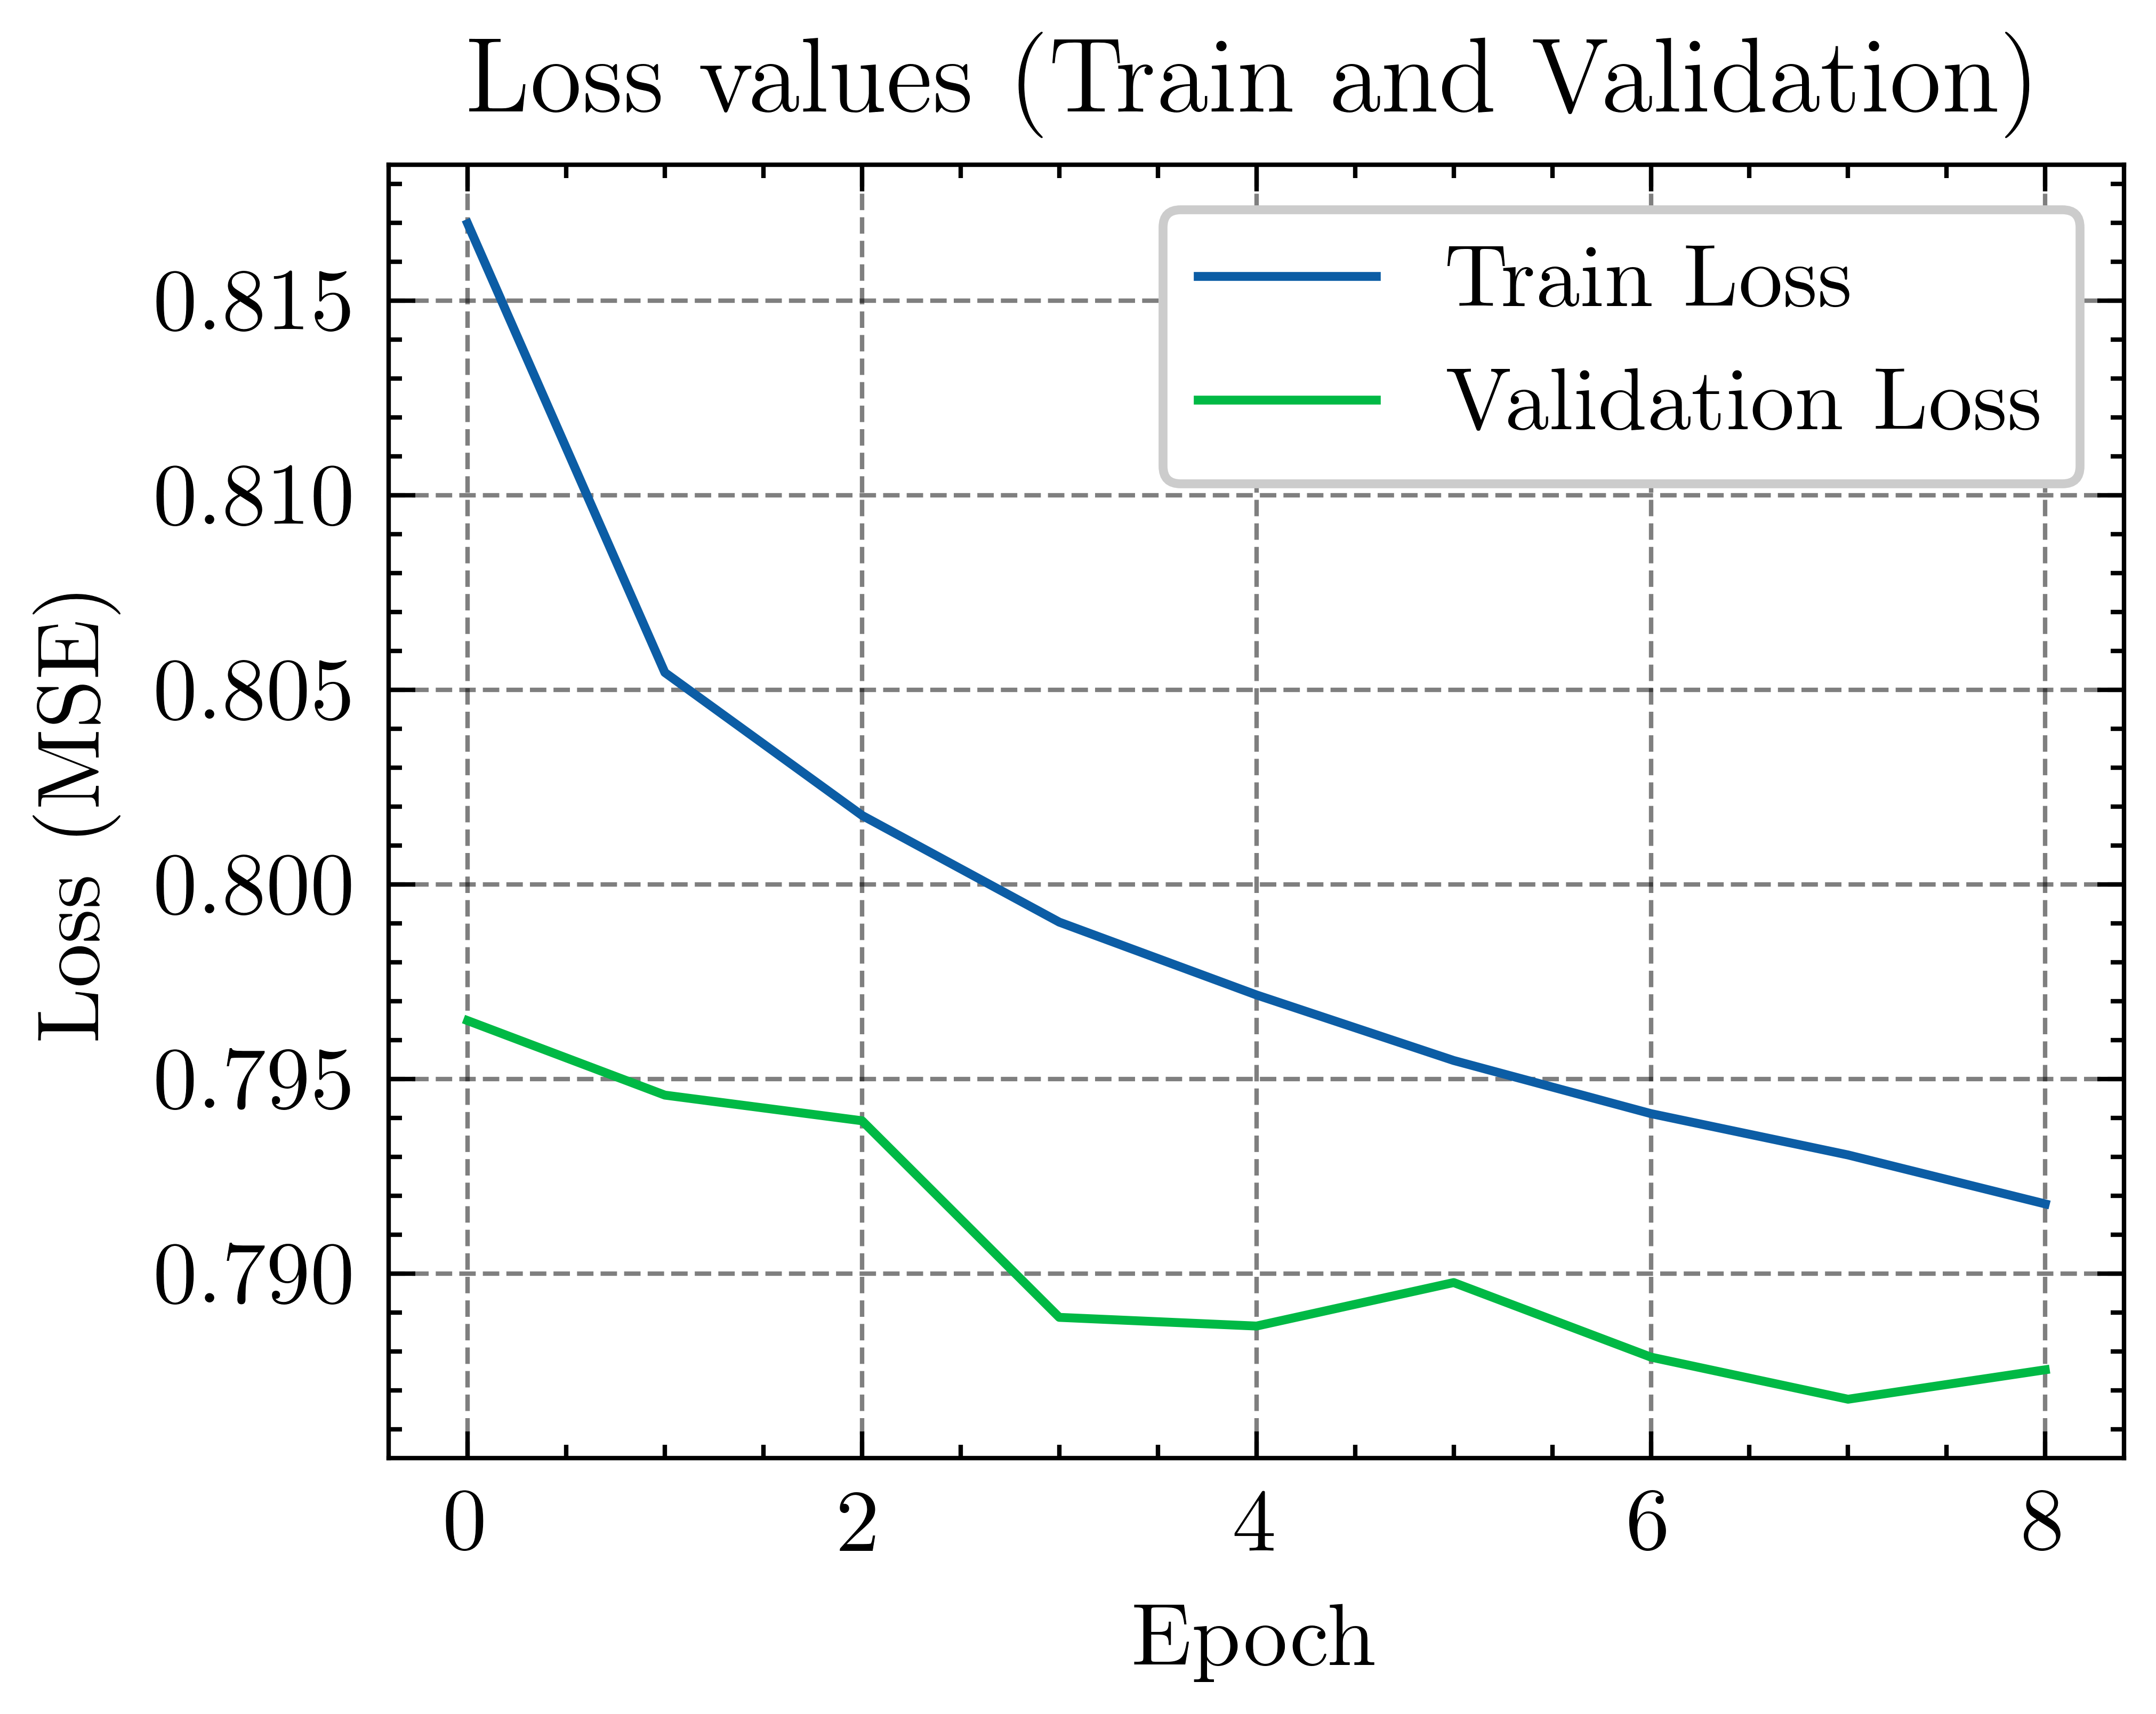 Loss values (Train and Validation)
Train Loss
Validation Loss
0.815
0.810
0.805
0.800
0.795
0.790
Loss (MSE)
0 2 4 6 8
Epoch